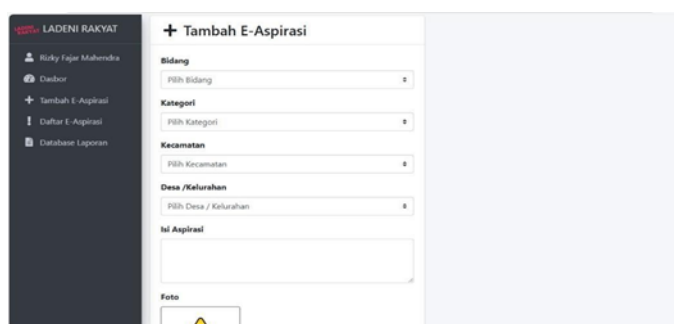 LADENI RAKYAT
Rizky Fajar Mahendra
Dasbor
Tambah E-Aspirasi
Daftar E-Aspirasi
Database Laporan
Tambah E-Aspirasi
Bidang
Pilih Bidang
Kategori
Pilih Kategori
Kecamatan
Pilih Kecamatan
Desa /Kelurahan
Pilih Desa / Kelurahan
Isi Aspirasi
Foto